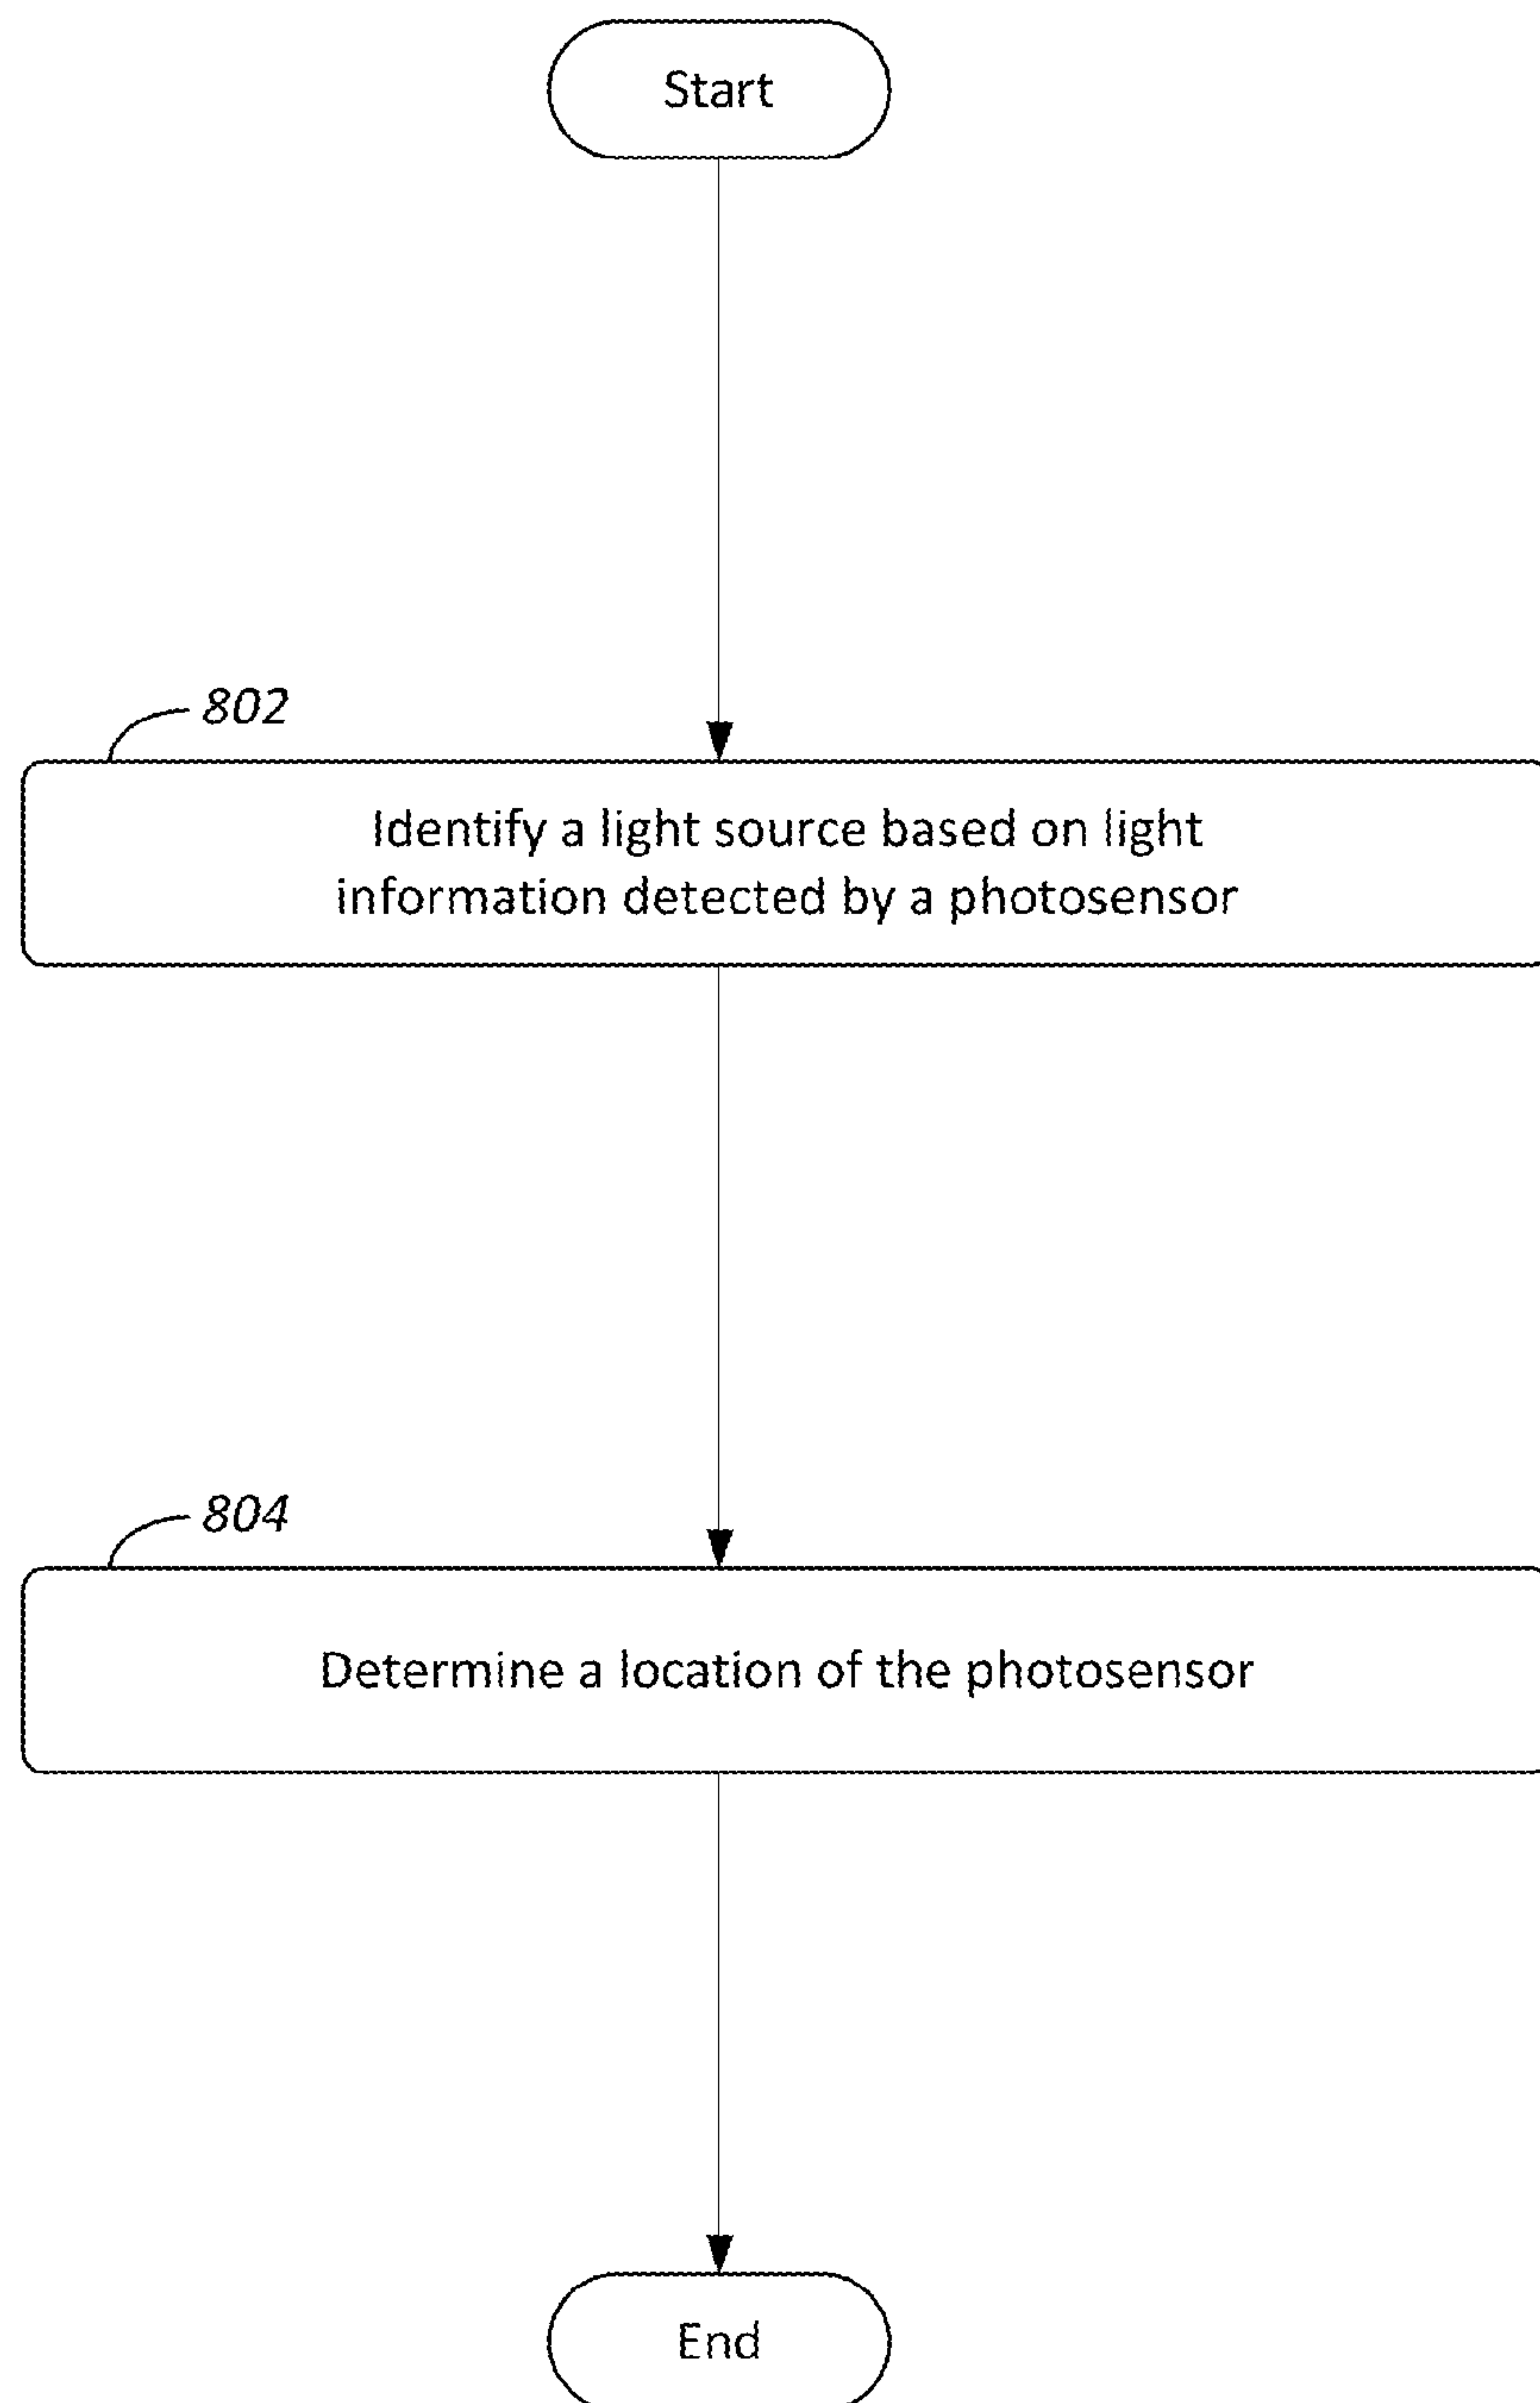 Start
802
Identify a light source based on light
information detected by a photosensor
804
Determine a location of the photosensor
End